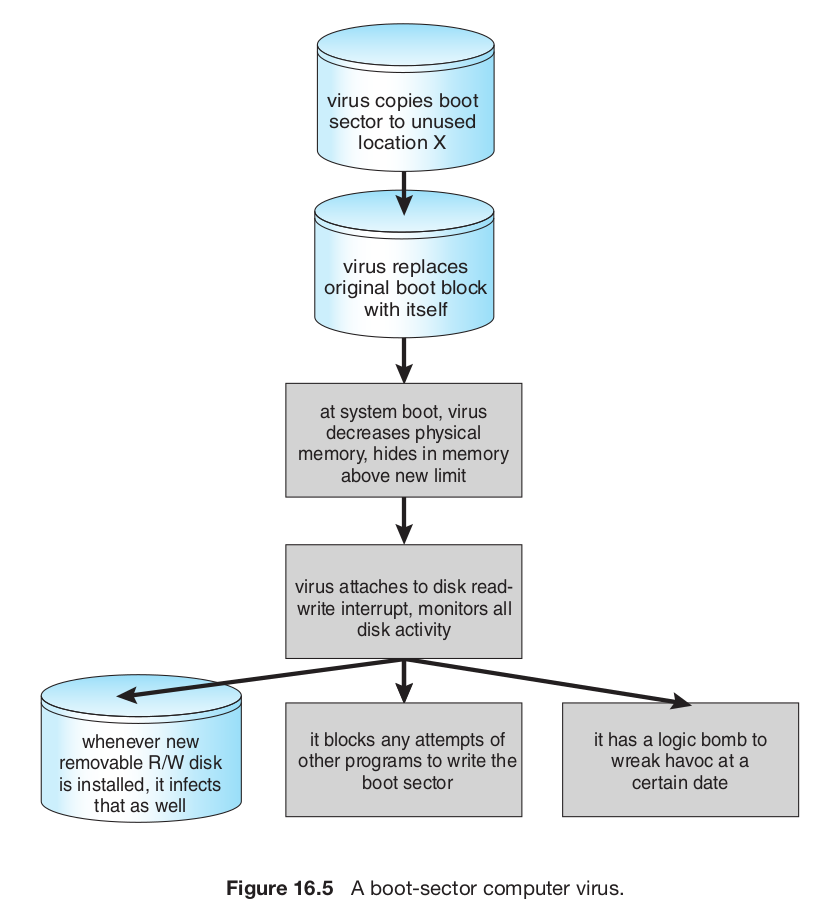 virus copies boot
sector to unused
location X
virus replaces
original boot block
with itself
at system boot, virus
decreases physical
memory, hides in memory
above new limit
virus attaches to disk read-
write interrupt, monitors all
disk activity
whenever new
removable R/W disk
is installed, it infects
that as well
it blocks any attempts of
other programs to write the
boot sector
it has a logic bomb to
wreak havoc at a
certain date
Figure 16.5 A boot-sector computer virus.